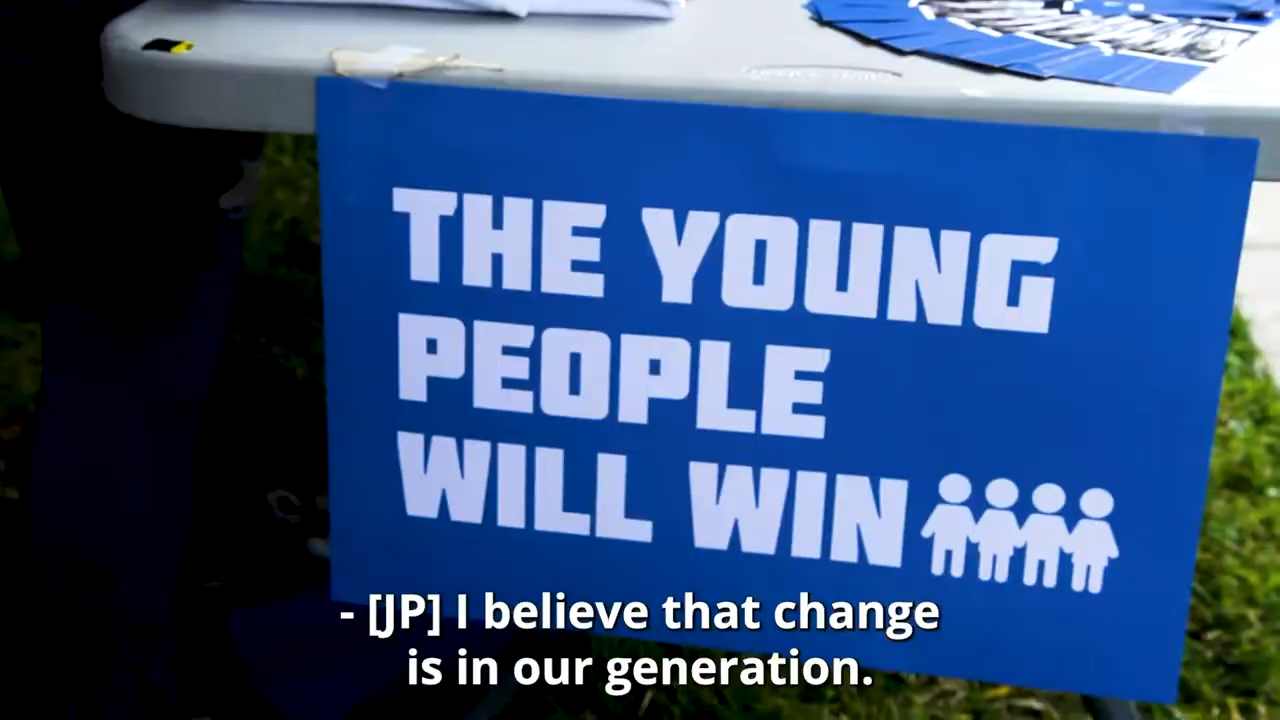 THE YOUNG
PEOPLE
WILL WIN
- [JP] I believe that change
is in our generation.